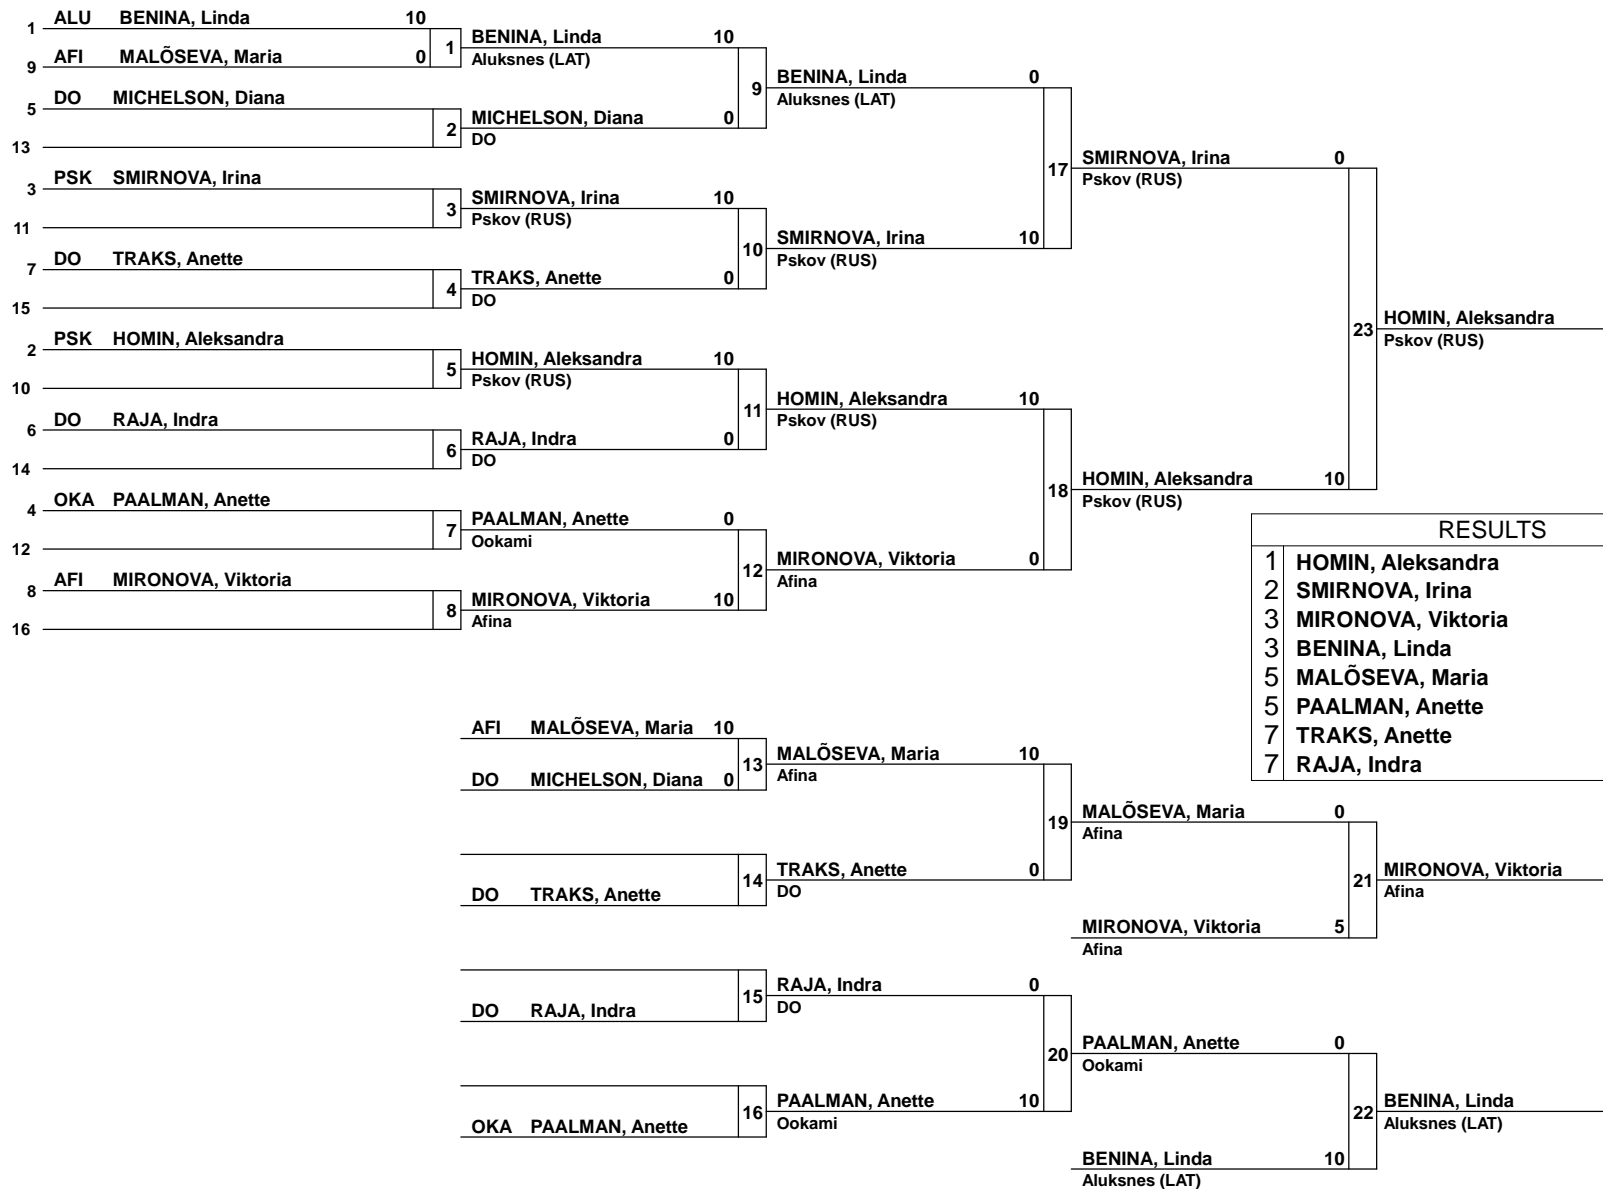 ALU BENINA, Linda 10
1
AFI MALÕSEVA, Maria 0
9
1
BENINA, Linda 10
Aluksnes (LAT)
DO MICHELSON, Diana
5
13
2
MICHELSON, Diana 0
DO
9
BENINA, Linda 0
Aluksnes (LAT)
PSK SMIRNOVA, Irina
3
11
3
SMIRNOVA, Irina 10
Pskov (RUS)
DO TRAKS, Anette
7
15
4
TRAKS, Anette 0
DO
10
SMIRNOVA, Irina 10
Pskov (RUS)
17
SMIRNOVA, Irina 0
Pskov (RUS)
PSK HOMIN, Aleksandra
2
10
5
HOMIN, Aleksandra 10
Pskov (RUS)
DO RAJA, Indra
6
14
6
RAJA, Indra 0
DO
11
HOMIN, Aleksandra 10
Pskov (RUS)
OKA PAALMAN, Anette
4
12
7
PAALMAN, Anette 0
Ookami
AFI MIRONOVA, Viktoria
8
16
8
MIRONOVA, Viktoria 10
Afina
12
MIRONOVA, Viktoria 0
Afina
18
HOMIN, Aleksandra 10
Pskov (RUS)
23
HOMIN, Aleksandra
Pskov (RUS)
RESULTS
1 HOMIN, Aleksandra
2 SMIRNOVA, Irina
3 MIRONOVA, Viktoria
3 BENINA, Linda
5 MALÕSEVA, Maria
5 PAALMAN, Anette
7 TRAKS, Anette
7 RAJA, Indra
AFI MALÕSEVA, Maria 10
DO MICHELSON, Diana 0
13
MALÕSEVA, Maria 10
Afina
DO TRAKS, Anette
14
TRAKS, Anette 0
DO
19
MALÕSEVA, Maria 0
Afina
MIRONOVA, Viktoria 5
Afina
21
MIRONOVA, Viktoria
Afina
DO RAJA, Indra
15
RAJA, Indra 0
DO
OKA PAALMAN, Anette
16
PAALMAN, Anette 10
Ookami
20
PAALMAN, Anette 0
Ookami
BENINA, Linda 10
Aluksnes (LAT)
22
BENINA, Linda
Aluksnes (LAT)